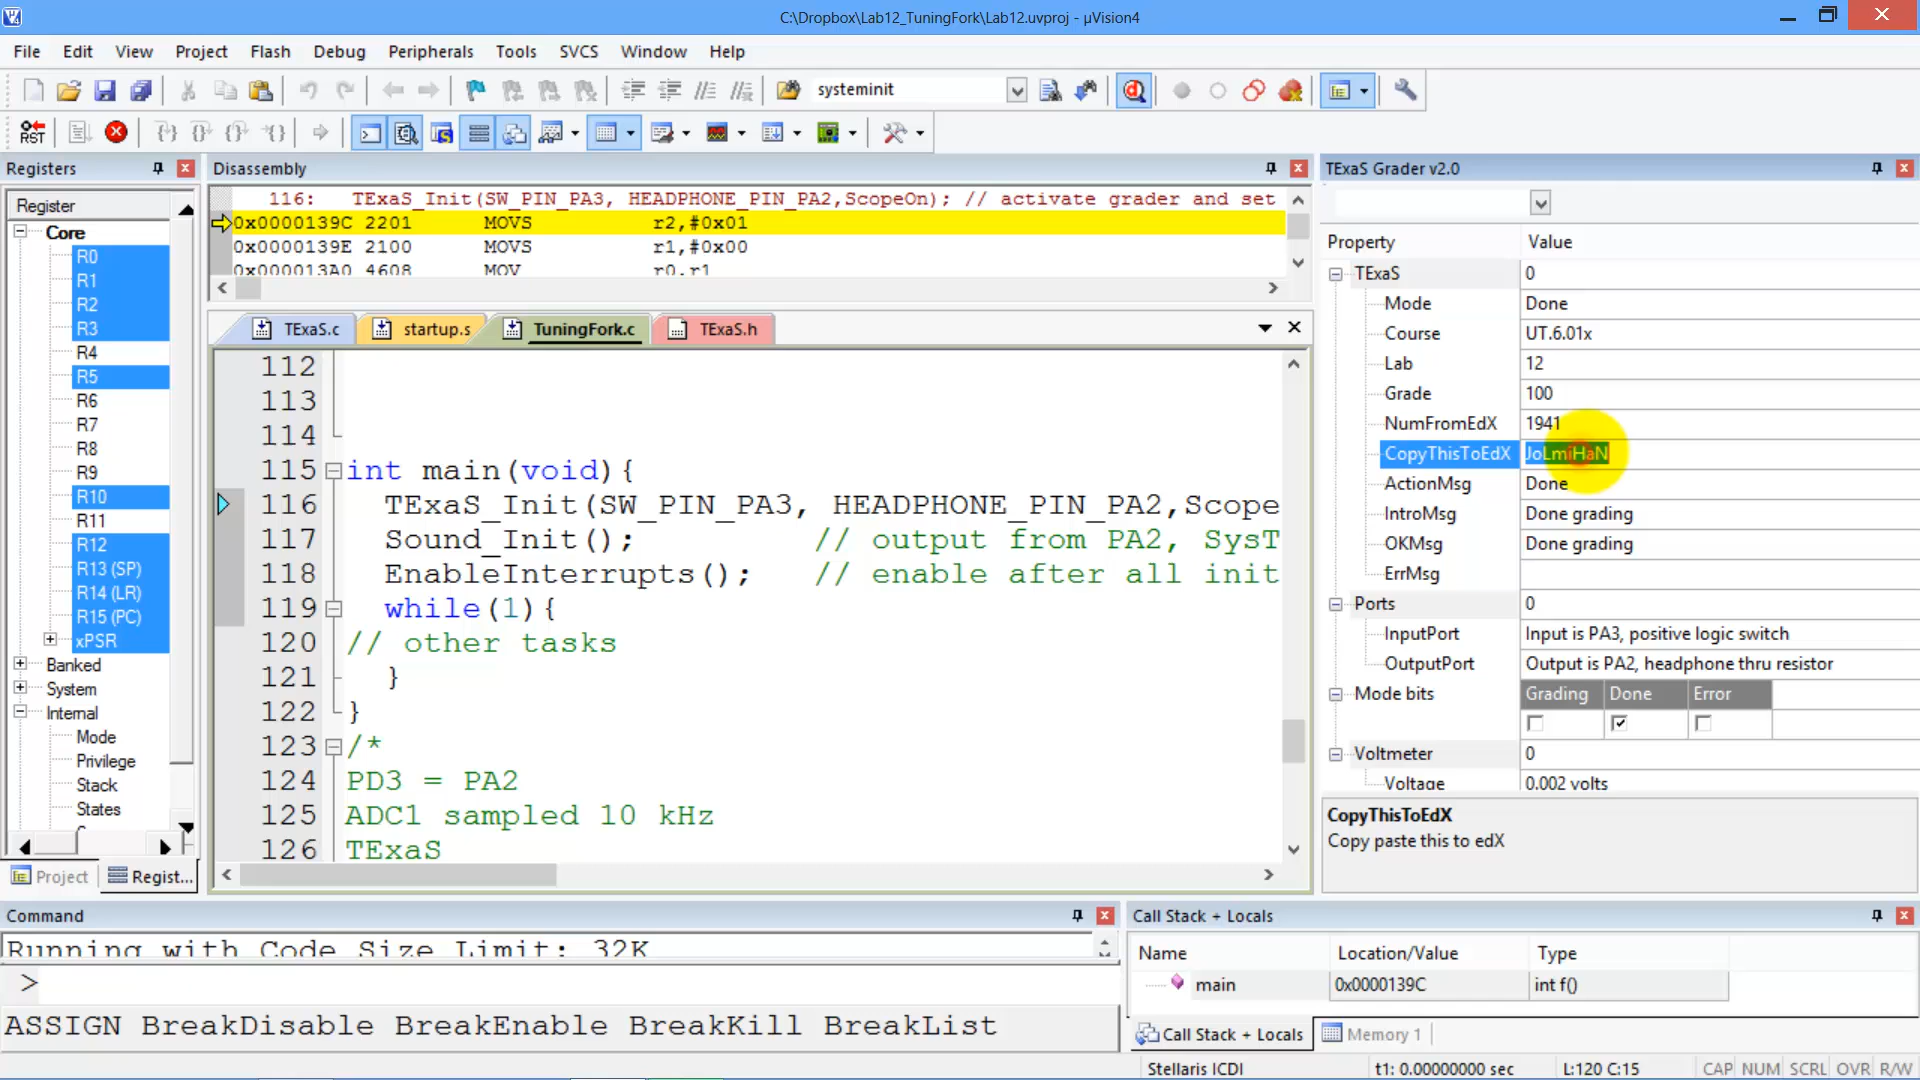 C:\Dropbox\Lab12_TuningFork\Lab12.uvproj - µVision4
File Edit View Project Flash Debug Peripherals Tools SVCS Window Help
systeminit
RST
Registers
Register
Core
R0
R1
R2
R3
R4
R5
R6
R7
R8
R9
R10
R11
R12
R13 (SP)
R14 (LR)
R15 (PC)
xPSR
Banked
System
Internal
Mode
Privilege
Stack
States
Project Regist...
Disassembly
116: TExaS_Init(SW_PIN_PA3, HEADPHONE_PIN_PA2,ScopeOn); // activate grader and set
0x0000139C 2201 MOVS r2,#0x01
0x0000139E 2100 MOVS r1,#0x00
0x000013A0 4608 MOV r0,r1
TExaS.c startup.s TuningFork.c TExaS.h
112
113
114
115 int main(void){
116 TExaS_Init(SW_PIN_PA3, HEADPHONE_PIN_PA2,Scope
117 Sound_Init(); // output from PA2, SysT
118 EnableInterrupts(); // enable after all init
119 while(1){
120 // other tasks
121 }
122 }
123 /*
124 PD3 = PA2
125 ADC1 sampled 10 kHz
126 TExaS
TExaS Grader v2.0
Property Value
TExaS 0
Mode Done
Course UT.6.01x
Lab 12
Grade 100
NumFromEdX 1941
CopyThisToEdX JoLmiHaN
ActionMsg Done
IntroMsg Done grading
OKMsg Done grading
ErrMsg
Ports 0
InputPort Input is PA3, positive logic switch
OutputPort Output is PA2, headphone thru resistor
Mode bits Grading Done Error
Voltmeter 0
Voltage 0.002 volts
CopyThisToEdX
Copy paste this to edX
Command
Running with Code Size Limit: 32K
>
ASSIGN BreakDisable BreakEnable BreakKill BreakList
Call Stack + Locals
Name Location/Value Type
main 0x0000139C int f()
Call Stack + Locals Memory 1
Stellaris ICDI t1: 0.00000000 sec L:120 C:15 CAP NUM SCRL OVR R/W